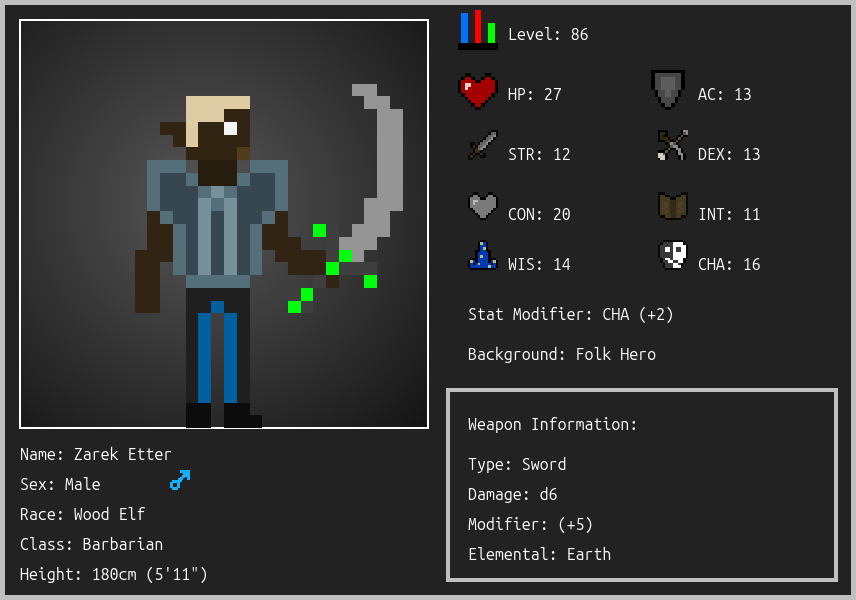 Level: 86
HP: 27
AC: 13
STR: 12
DEX: 13
CON: 20
INT: 11
WIS: 14
CHA: 16
Stat Modifier: CHA (+2)
Background: Folk Hero
Weapon Information:
Type: Sword
Damage: d6
Modifier: (+5)
Elemental: Earth
Name: Zarek Etter
Sex: Male
Race: Wood Elf
Class: Barbarian
Height: 180cm (5'11")